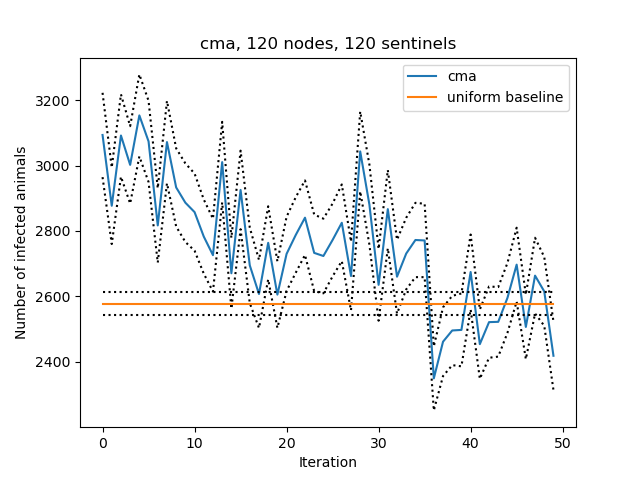 cma, 120 nodes, 120 sentinels
cma
uniform baseline
Number of infected animals
3200
3000
2800
2600
2400
0 10 20 30 40 50
Iteration